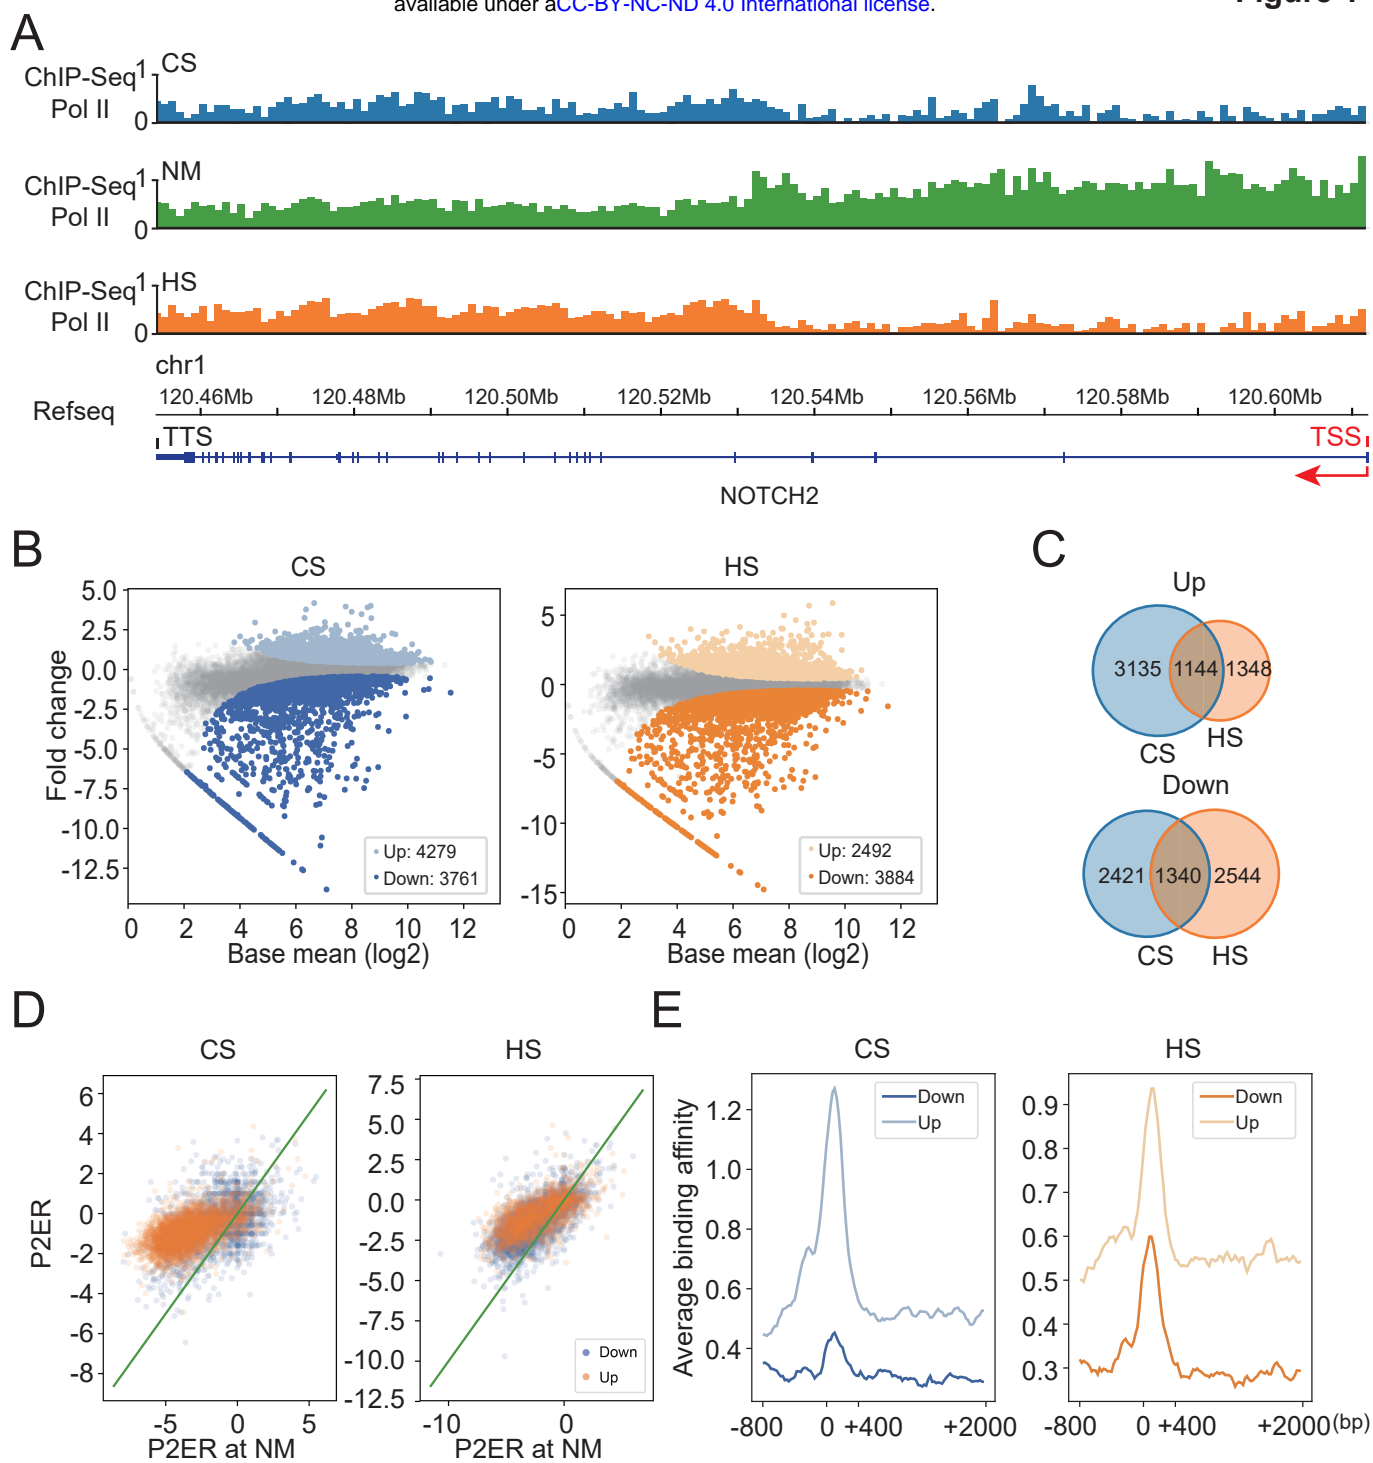 available under aCC-BY-NC-ND 4.0 International license.
A
CS
ChIP-Seq
Pol II
1
0
NM
ChIP-Seq
Pol II
1
0
HS
ChIP-Seq
Pol II
1
0
chr1
120.46Mb 120.48Mb 120.50Mb 120.52Mb 120.54Mb 120.56Mb 120.58Mb 120.60Mb
Refseq
TTS TSS
NOTCH2
B
CS
5.0
2.5
0.0
-2.5
-5.0
-7.5
-10.0
-12.5
Fold change
Up: 4279
Down: 3761
0 2 4 6 8 10 12
Base mean (log2)
HS
5
0
-5
-10
-15
Up: 2492
Down: 3884
0 2 4 6 8 10 12
Base mean (log2)
C
Up
3135 1144 1348
CS HS
Down
2421 1340 2544
CS HS
D
CS
6
4
2
0
-2
-4
-6
-8
P2ER
-5 0 5
P2ER at NM
HS
7.5
5.0
2.5
0.0
-2.5
-5.0
-7.5
-10.0
-12.5
Down
Up
-10 0
P2ER at NM
E
CS
Average binding affinity
1.2
1.0
0.8
0.6
0.4
Down
Up
-800 0 +400 +2000
HS
0.9
0.8
0.7
0.6
0.5
0.4
0.3
Down
Up
-800 0 +400 +2000(bp)